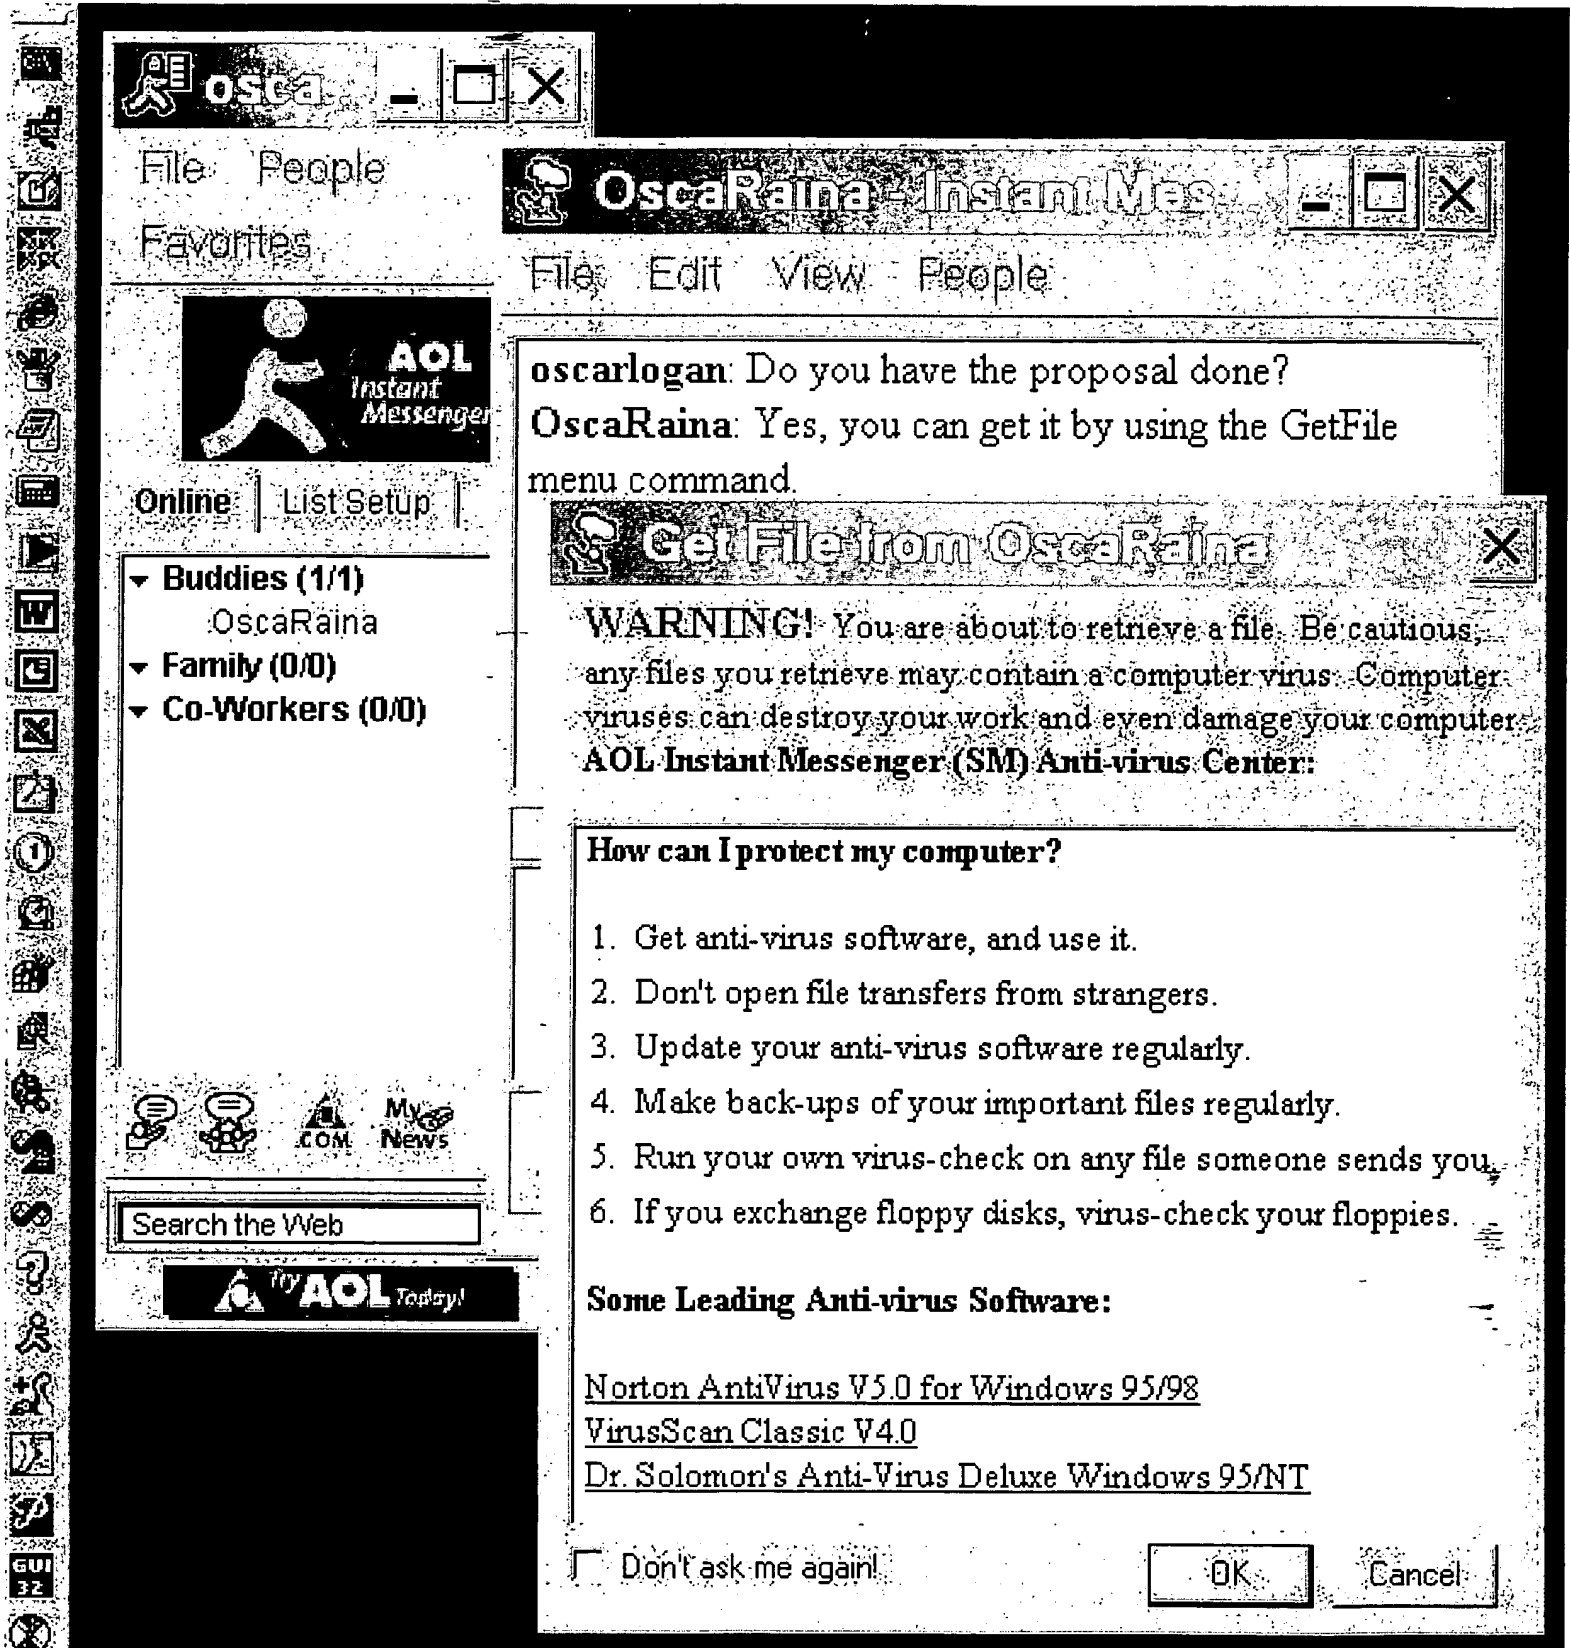 osca...
File People
Favorites
AOL
Instant
Messenger
Online List Setup
Buddies (1/1)
OscaRaina
Family (0/0)
Co-Workers (0/0)
.COM
My
News
Search the Web
Try AOL Today!
OscaRaina - Instant Mes...
File Edit View People
oscarlogan: Do you have the proposal done?
OscaRaina: Yes, you can get it by using the GetFile
menu command.
Get File from OscaRaina
WARNING! You are about to retrieve a file. Be cautious;
any files you retrieve may contain a computer virus. Computer
viruses can destroy your work and even damage your computer
AOL Instant Messenger (SM) Anti-virus Center:
How can I protect my computer?
1. Get anti-virus software, and use it.
2. Don't open file transfers from strangers.
3. Update your anti-virus software regularly.
4. Make back-ups of your important files regularly.
5. Run your own virus-check on any file someone sends you.
6. If you exchange floppy disks, virus-check your floppies.
Some Leading Anti-virus Software:
Norton AntiVirus V5.0 for Windows 95/98
VirusScan Classic V4.0
Dr. Solomon's Anti-Virus Deluxe Windows 95/NT
Don't ask me again!
OK Cancel
GUI
32